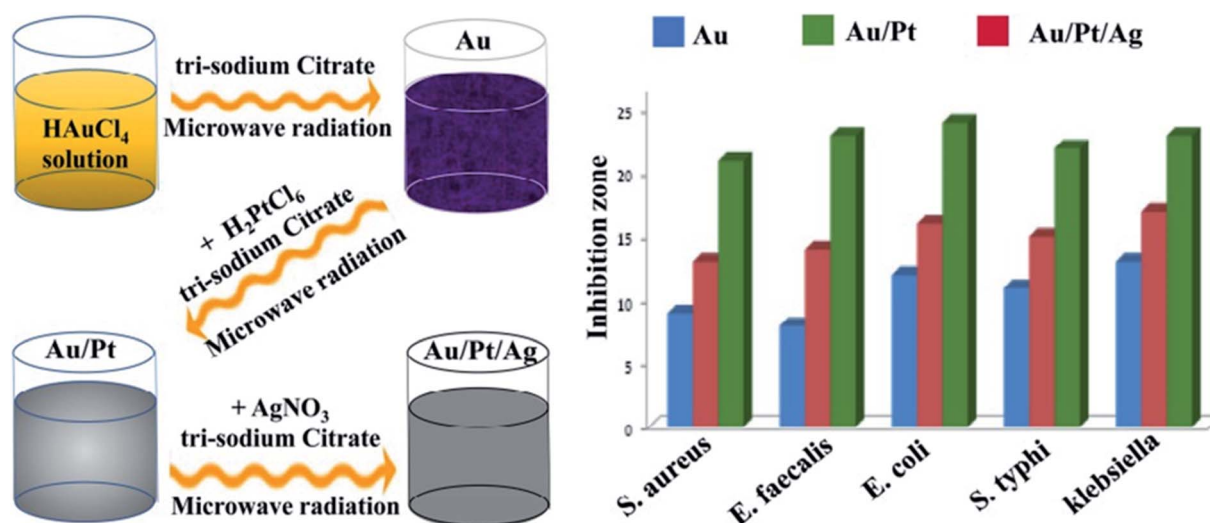 HAuCl₄
solution
tri-sodium Citrate
Microwave radiation
Au
+ H₂PtCl₆
tri-sodium Citrate
Microwave radiation
Au/Pt
+ AgNO₃
tri-sodium Citrate
Microwave radiation
Au/Pt/Ag
Au
Au/Pt
Au/Pt/Ag
Inhibition zone
25
20
15
10
5
0
S. aureus
E. faecalis
E. coli
S. typhi
klebsiella